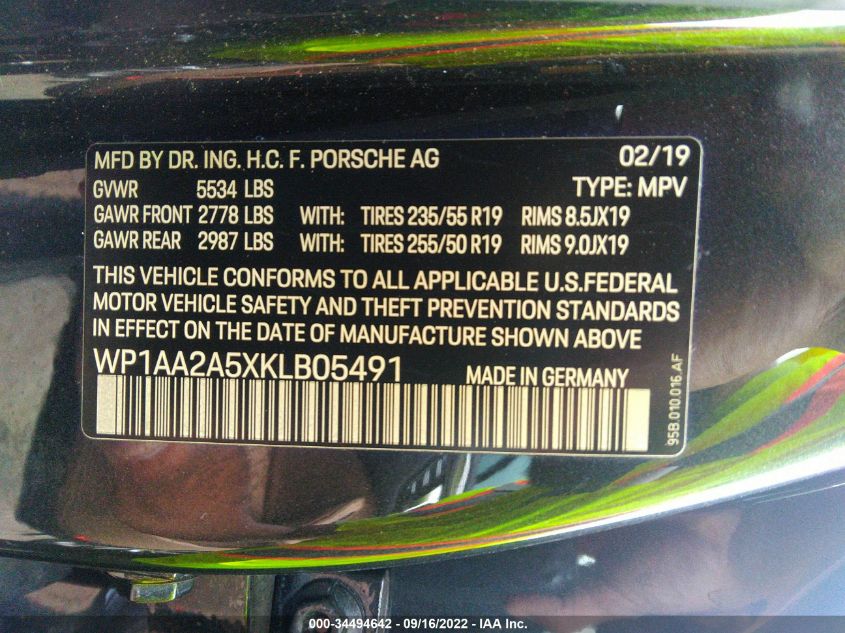 MFD BY DR. ING. H.C. F. PORSCHE AG 02/19
GVWR 5534 LBS TYPE: MPV
GAWR FRONT 2778 LBS WITH: TIRES 235/55 R19 RIMS 8.5JX19
GAWR REAR 2987 LBS WITH: TIRES 255/50 R19 RIMS 9.0JX19
THIS VEHICLE CONFORMS TO ALL APPLICABLE U.S.FEDERAL
MOTOR VEHICLE SAFETY AND THEFT PREVENTION STANDARDS
IN EFFECT ON THE DATE OF MANUFACTURE SHOWN ABOVE
WP1AA2A5XKLB05491 MADE IN GERMANY
95B.010.016.AF
000-34494642 - 09/16/2022 - IAA Inc.